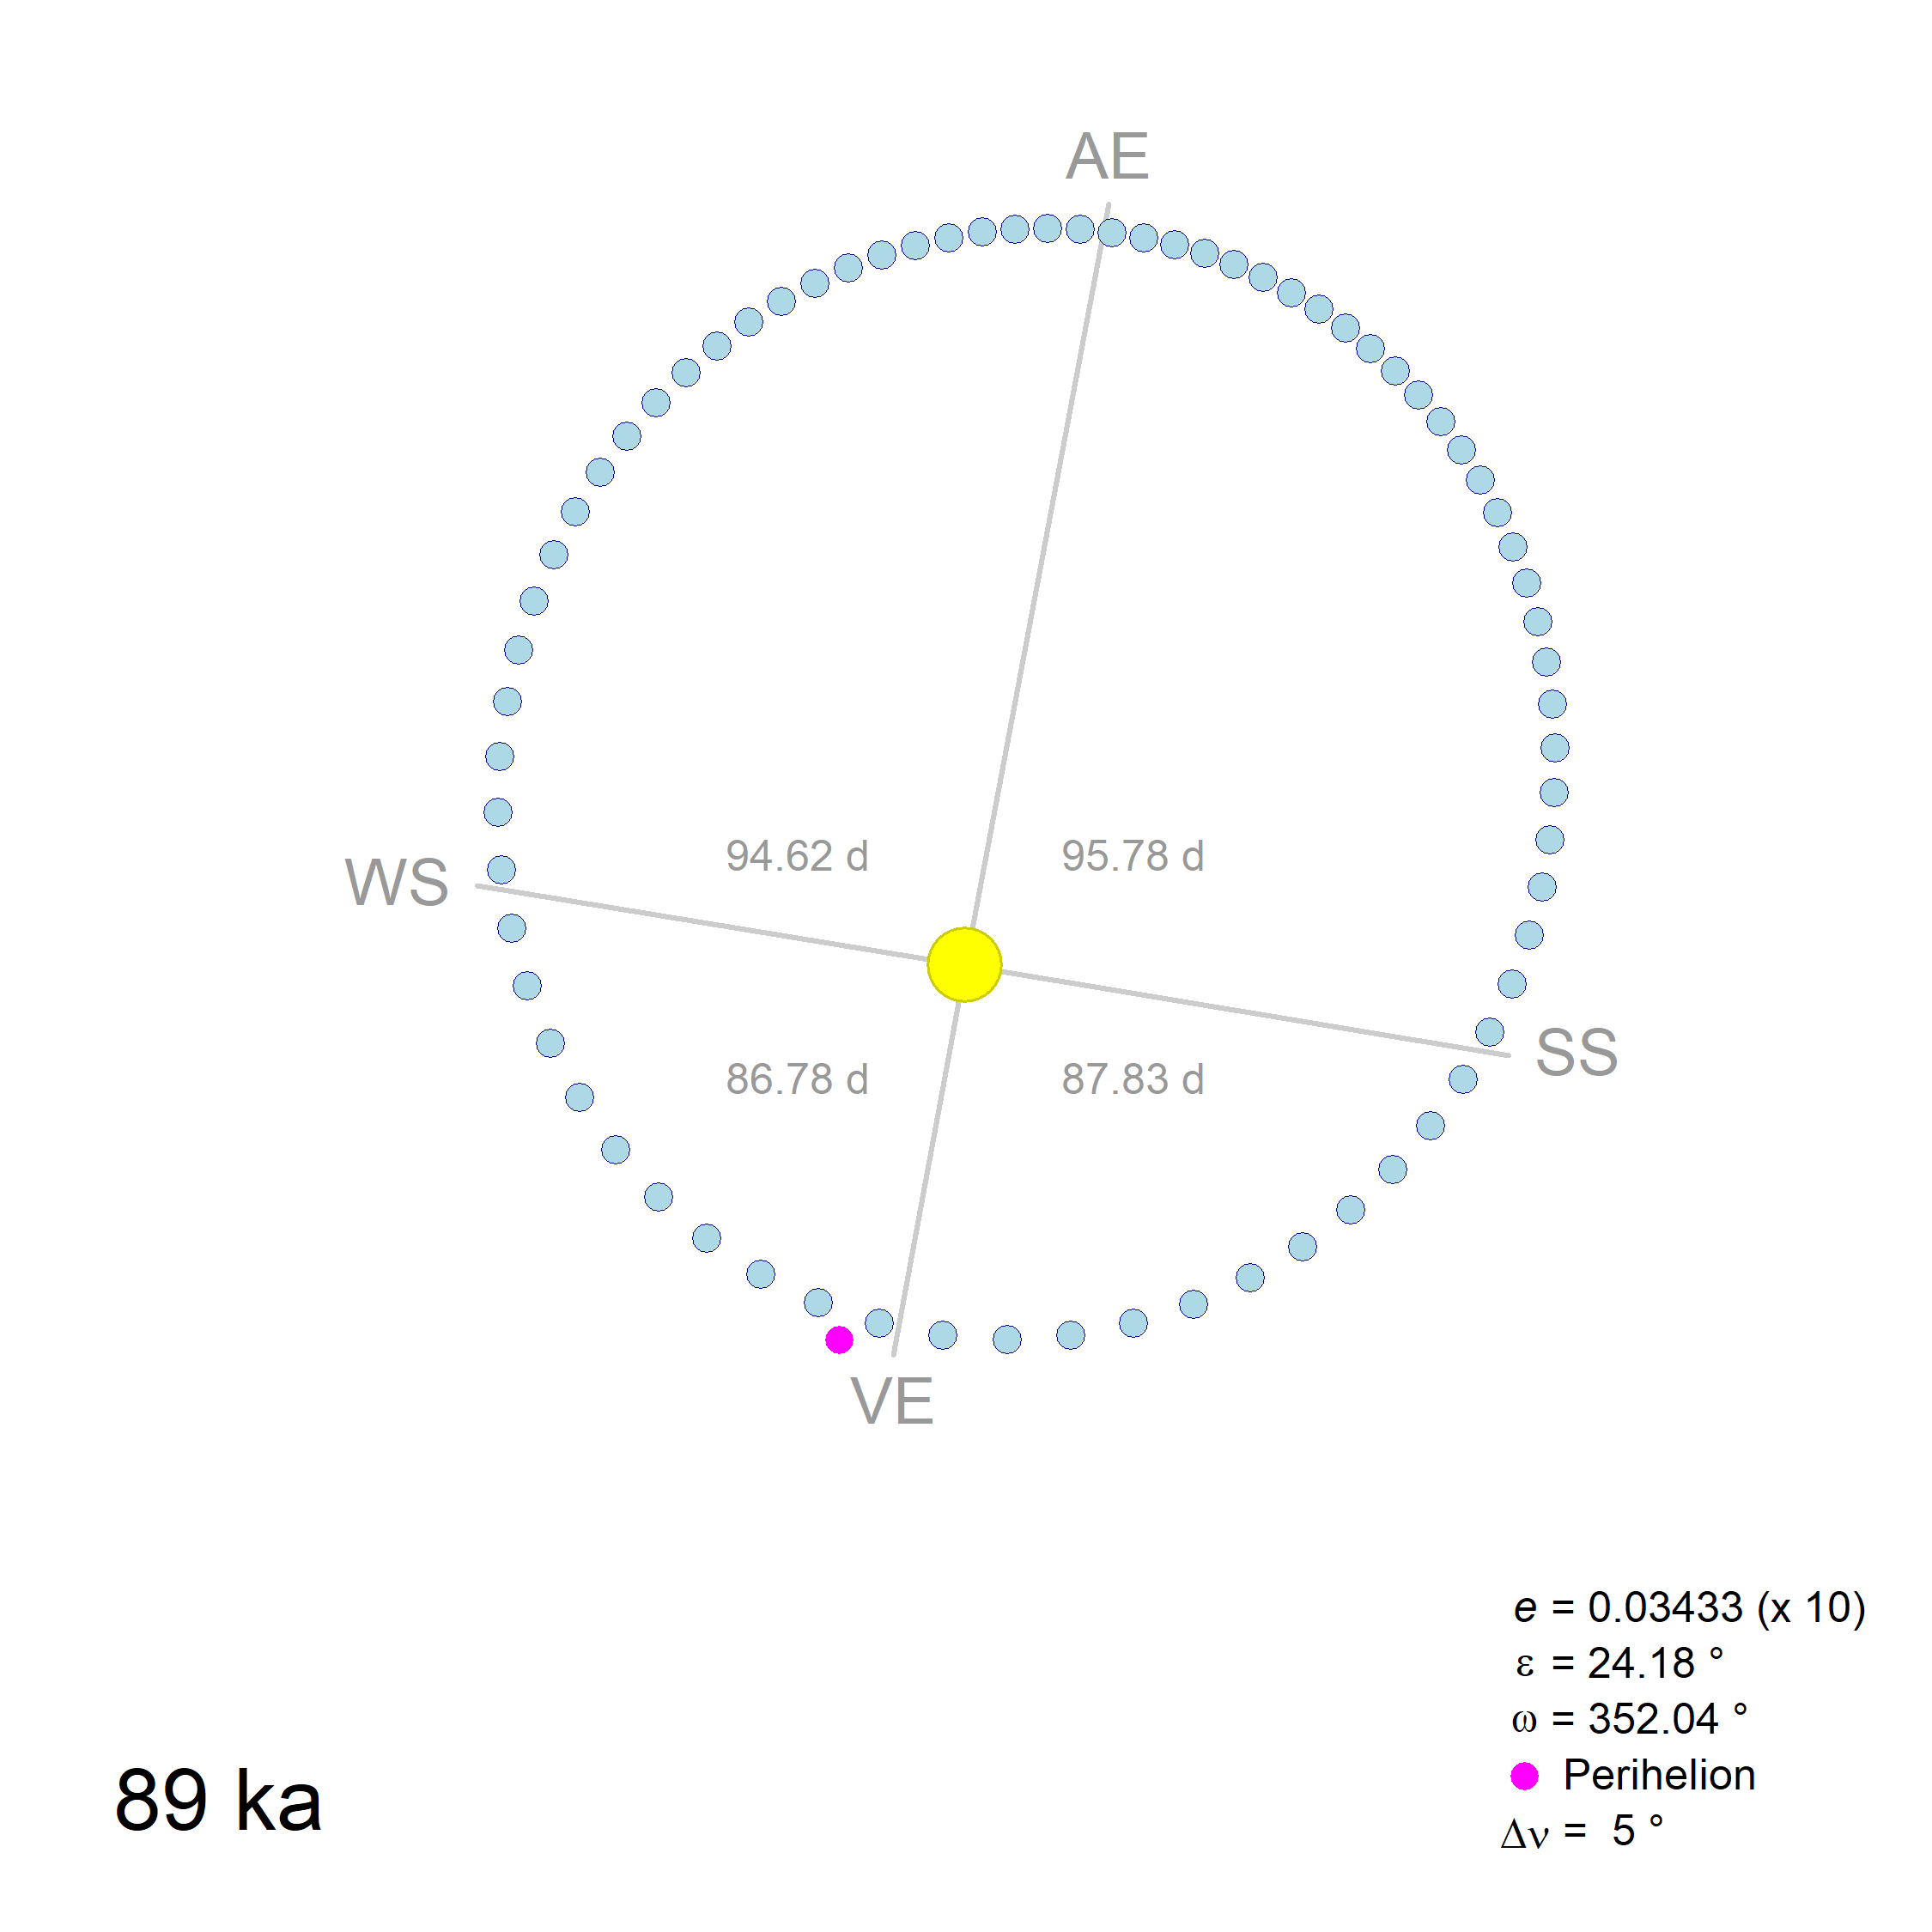 AE
94.62 d
95.78 d
WS
SS
86.78 d
87.83 d
VE
e = 0.03433 (x 10)
ε = 24.18 °
ω = 352.04 °
Perihelion
Δν = 5 °
89 ka